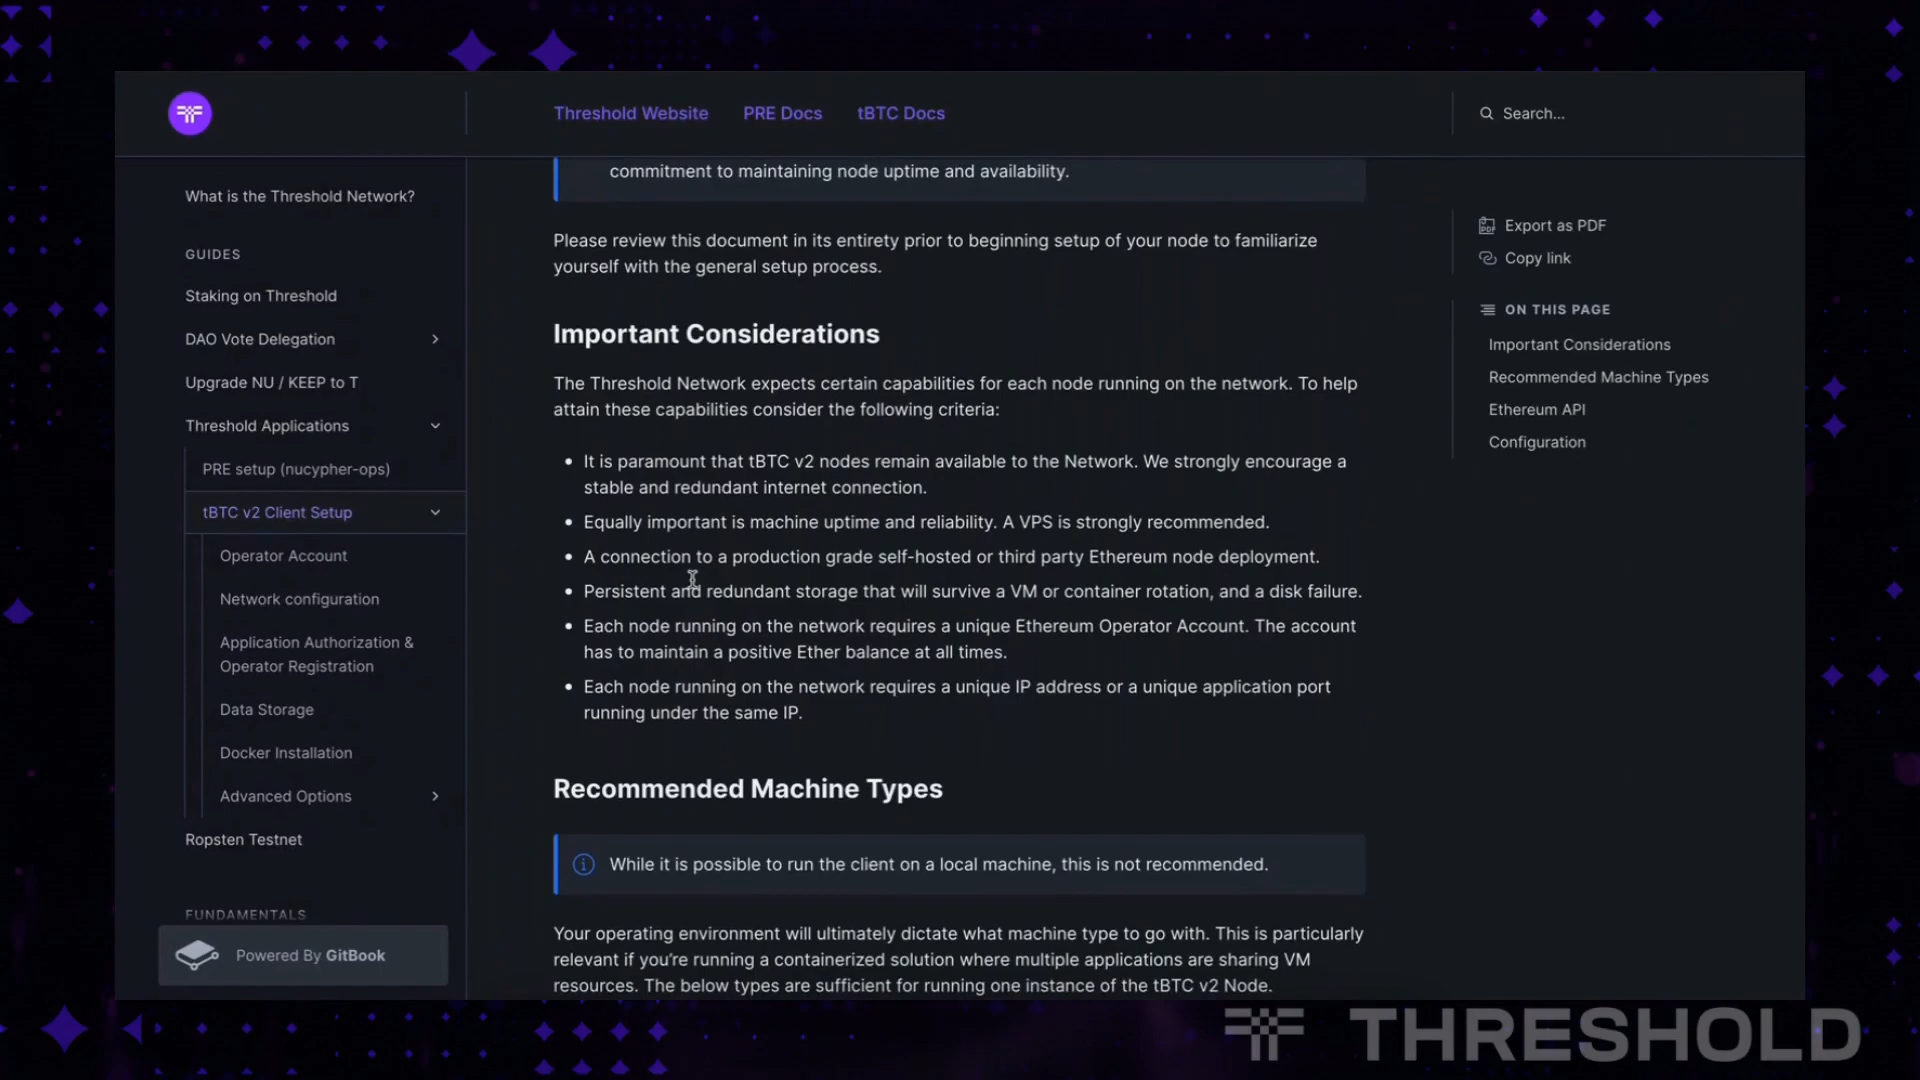 Threshold Website PRE Docs tBTC Docs
Search...
What is the Threshold Network?
GUIDES
Staking on Threshold
DAO Vote Delegation
Upgrade NU / KEEP to T
Threshold Applications
PRE setup (nucypher-ops)
tBTC v2 Client Setup
Operator Account
Network configuration
Application Authorization &
Operator Registration
Data Storage
Docker Installation
Advanced Options
Ropsten Testnet
FUNDAMENTALS
Powered By GitBook
commitment to maintaining node uptime and availability.
Please review this document in its entirety prior to beginning setup of your node to familiarize
yourself with the general setup process.
Important Considerations
The Threshold Network expects certain capabilities for each node running on the network. To help
attain these capabilities consider the following criteria:
• It is paramount that tBTC v2 nodes remain available to the Network. We strongly encourage a
stable and redundant internet connection.
• Equally important is machine uptime and reliability. A VPS is strongly recommended.
• A connection to a production grade self-hosted or third party Ethereum node deployment.
• Persistent and redundant storage that will survive a VM or container rotation, and a disk failure.
• Each node running on the network requires a unique Ethereum Operator Account. The account
has to maintain a positive Ether balance at all times.
• Each node running on the network requires a unique IP address or a unique application port
running under the same IP.
Recommended Machine Types
While it is possible to run the client on a local machine, this is not recommended.
Your operating environment will ultimately dictate what machine type to go with. This is particularly
relevant if you're running a containerized solution where multiple applications are sharing VM
resources. The below types are sufficient for running one instance of the tBTC v2 Node.
PDF
Export as PDF
Copy link
ON THIS PAGE
Important Considerations
Recommended Machine Types
Ethereum API
Configuration
THRESHOLD